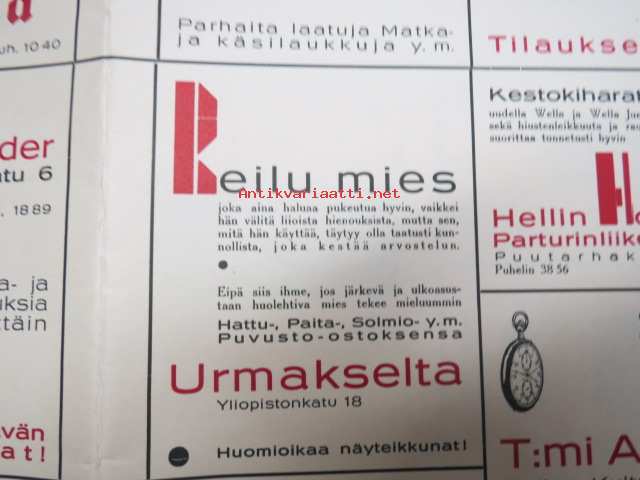 a
uh. 1040
Parhaita laatuja Matka-
ja käsilaukkuja y.m.
Tilaukse
der
atu 6
. 1889
a- ja
uksia
ttäin
vän
at!
Reilu mies
Antikvariaatti.net
joka aina haluaa pukeutua hyvin, vaikkei
hän välitä liioista hienouksista, mutta sen,
mitä hän käyttää, täytyy olla taatusti kun-
nollista, joka kestää arvostelun.
Eipä siis ihme, jos järkevä ja ulkoasus-
taan huolehtiva mies tekee mieluummin
Hattu-, Paita-, Solmio- y.m.
Puvusto-ostoksensa
Urmakselta
Yliopistonkatu 18
Huomioikaa näyteikkunat!
Kestokiharat
uudella Wella ja Wella Jun
sekä hiustenleikkuuta ja
suorittaa tunnetusti hyvin
Hellin
Parturinliike
Puutarhak
Puhelin 38 56
T:mi A